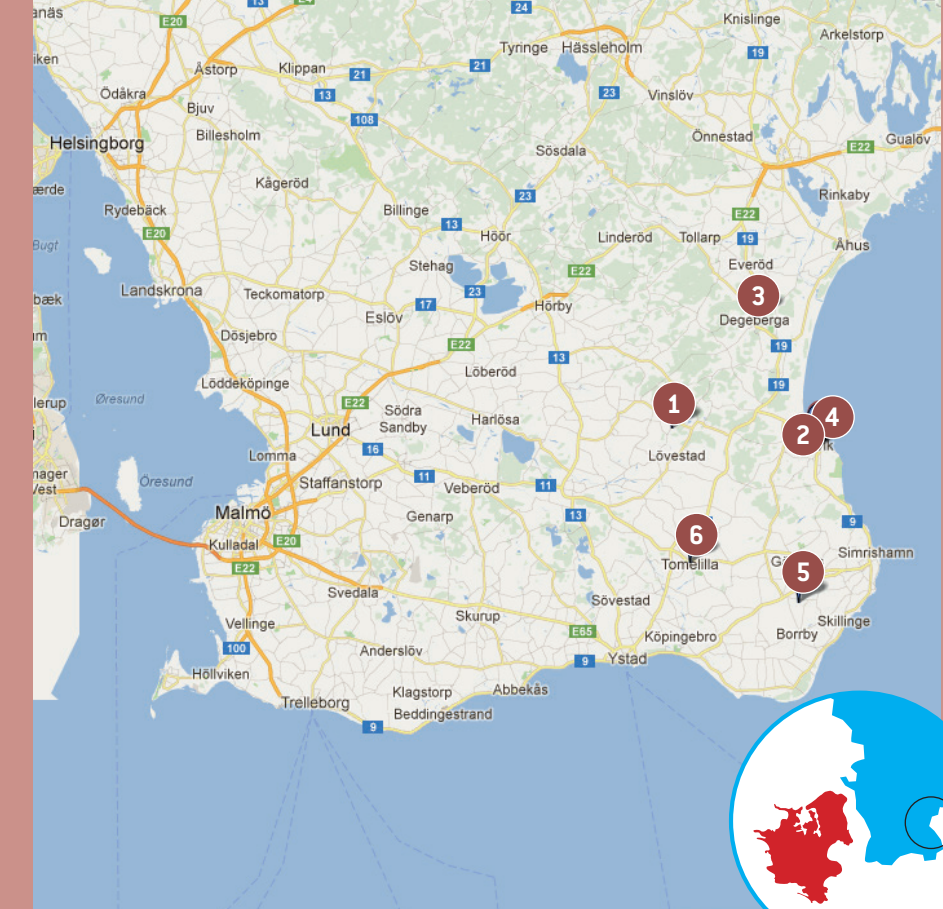 13
E4
24
anäs
E20
Knislinge
Arkelstorp
Tyringe
Hässleholm
19
iken
Åstorp
Klippan
21
21
Ödåkra
13
23
Vinslöv
Bjuv
108
Billesholm
Önnestad
Helsingborg
E22
Gualöv
Sösdala
Kågeröd
ærde
23
Rinkaby
Rydebäck
Billinge
13
E22
E20
Höör
Linderöd
Tollarp
19
Bugt
Åhus
Stehag
E22
Everöd
Landskrona
Teckomatorp
23
3
bæk
17
Hörby
Eslöv
Degeberga
Dösjebro
E22
19
13
Löberöd
Löddeköpinge
19
Øresund
lerup
E22
Södra
Sandby
1
4
Harlösa
Lund
2
Lomma
16
Lövestad
Staffanstorp
11
nager
Vest
Öresund
Veberöd
11
Malmö
Genarp
13
Dragør
9
6
Kulladal
E20
Simrishamn
E22
Tomelilla
G
5
Svedala
Sövestad
Skurup
Skillinge
Vellinge
E65
Köpingebro
Borrby
100
Anderslöv
9
Ystad
Höllviken
Klagstorp
Abbekås
Trelleborg
Beddingestrand
9